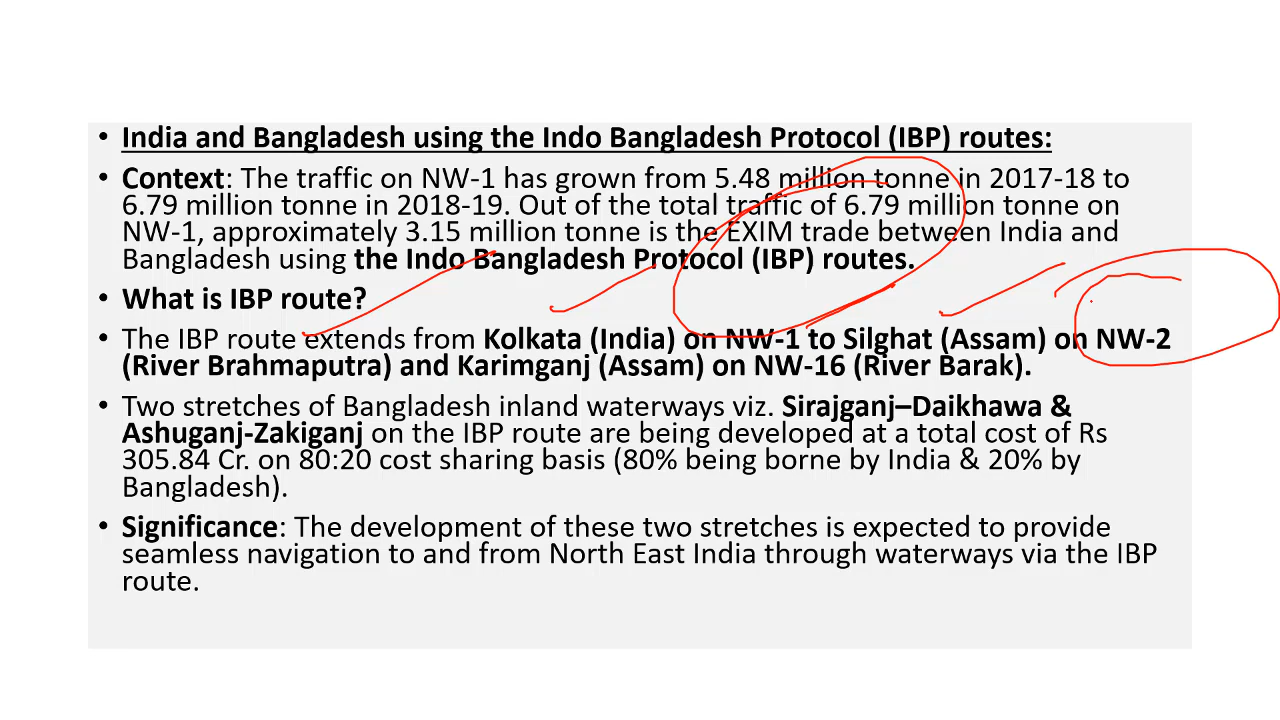 • India and Bangladesh using the Indo Bangladesh Protocol (IBP) routes:
• Context: The traffic on NW-1 has grown from 5.48 million tonne in 2017-18 to
6.79 million tonne in 2018-19. Out of the total traffic of 6.79 million tonne on
NW-1, approximately 3.15 million tonne is the EXIM trade between India and
Bangladesh using the Indo Bangladesh Protocol (IBP) routes.
• What is IBP route?
• The IBP route extends from Kolkata (India) on NW-1 to Silghat (Assam) on NW-2
(River Brahmaputra) and Karimganj (Assam) on NW-16 (River Barak).
• Two stretches of Bangladesh inland waterways viz. Sirajganj–Daikhawa &
Ashuganj-Zakiganj on the IBP route are being developed at a total cost of Rs
305.84 Cr. on 80:20 cost sharing basis (80% being borne by India & 20% by
Bangladesh).
• Significance: The development of these two stretches is expected to provide
seamless navigation to and from North East India through waterways via the IBP
route.